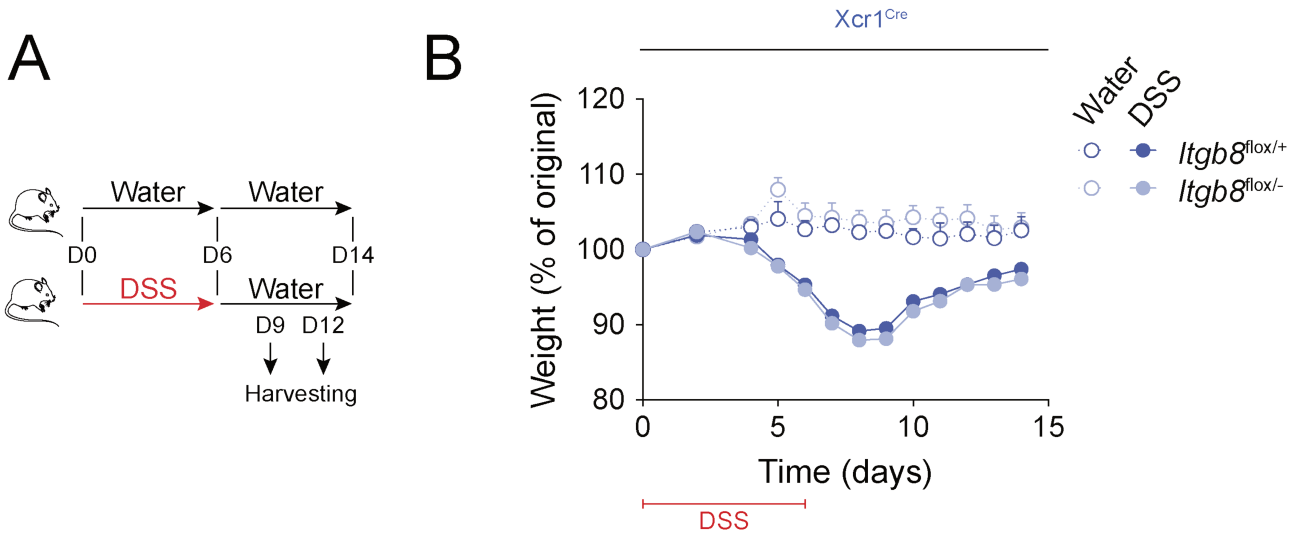 A
Water Water
D0 D6 D14
DSS Water
D9 D12
Harvesting
B
Xcr1Cre
Weight (% of original)
120
110
100
90
80
0 5 10 15
Time (days)
DSS
Water DSS
Itgb8flox/+
Itgb8flox/-